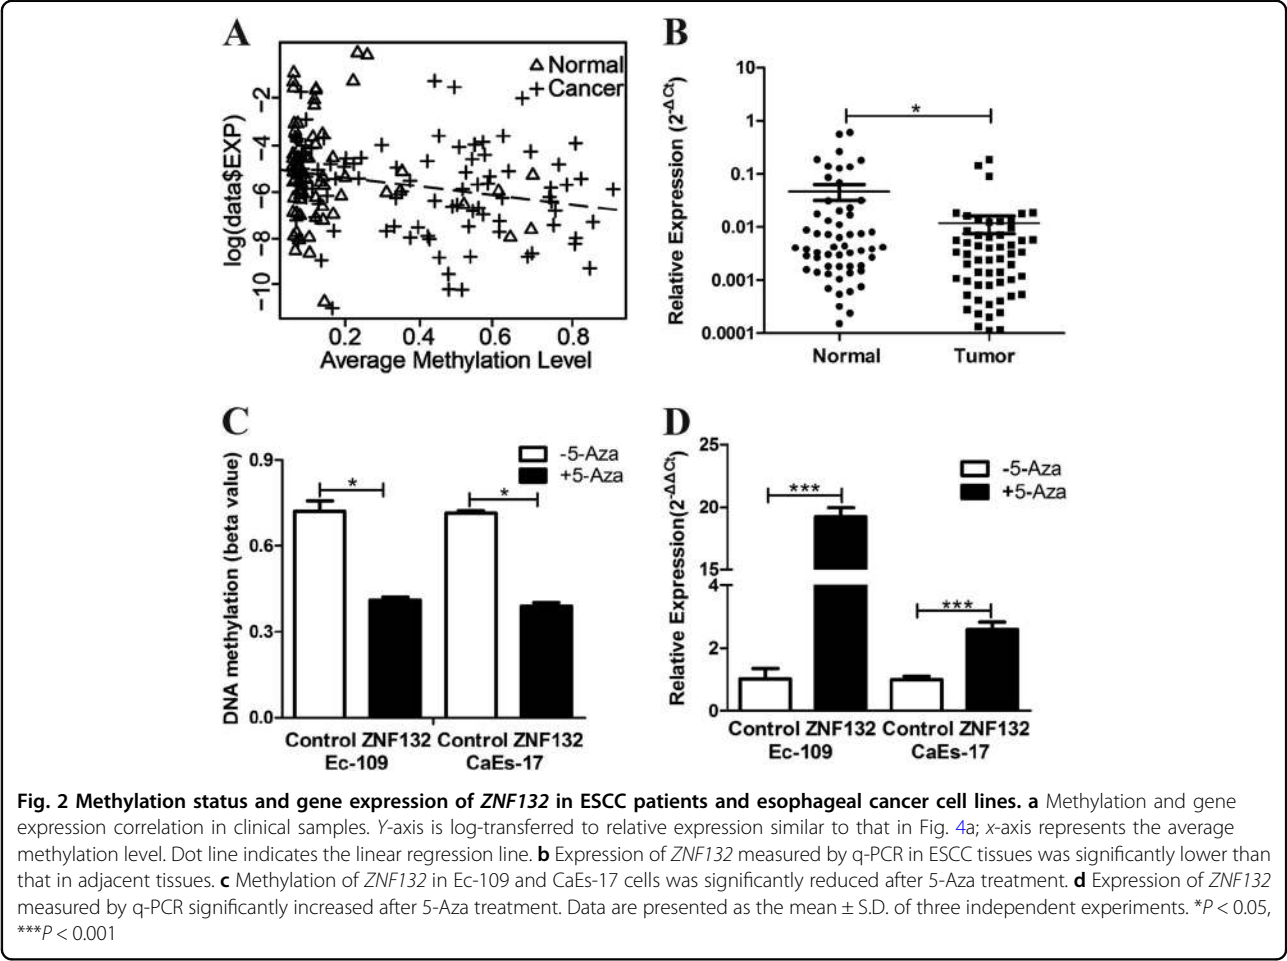 A
△ Normal
+ Cancer
log(data$EXP)
−2
−4
−6
−8
−10
0.2 0.4 0.6 0.8
Average Methylation Level
B
Relative Expression (2^-ΔCt)
10
1
0.1
0.01
0.001
0.0001
*
Normal Tumor
C
-5-Aza
+5-Aza
DNA methylation (beta value)
0.9
0.6
0.3
0.0
* *
Control ZNF132 Control ZNF132
Ec-109 CaEs-17
D
-5-Aza
+5-Aza
Relative Expression(2^-ΔΔCt)
25
20
15
4
2
0
*** ***
Control ZNF132 Control ZNF132
Ec-109 CaEs-17
Fig. 2 Methylation status and gene expression of ZNF132 in ESCC patients and esophageal cancer cell lines. a Methylation and gene
expression correlation in clinical samples. Y-axis is log-transferred to relative expression similar to that in Fig. 4a; x-axis represents the average
methylation level. Dot line indicates the linear regression line. b Expression of ZNF132 measured by q-PCR in ESCC tissues was significantly lower than
that in adjacent tissues. c Methylation of ZNF132 in Ec-109 and CaEs-17 cells was significantly reduced after 5-Aza treatment. d Expression of ZNF132
measured by q-PCR significantly increased after 5-Aza treatment. Data are presented as the mean ± S.D. of three independent experiments. *P < 0.05,
***P < 0.001